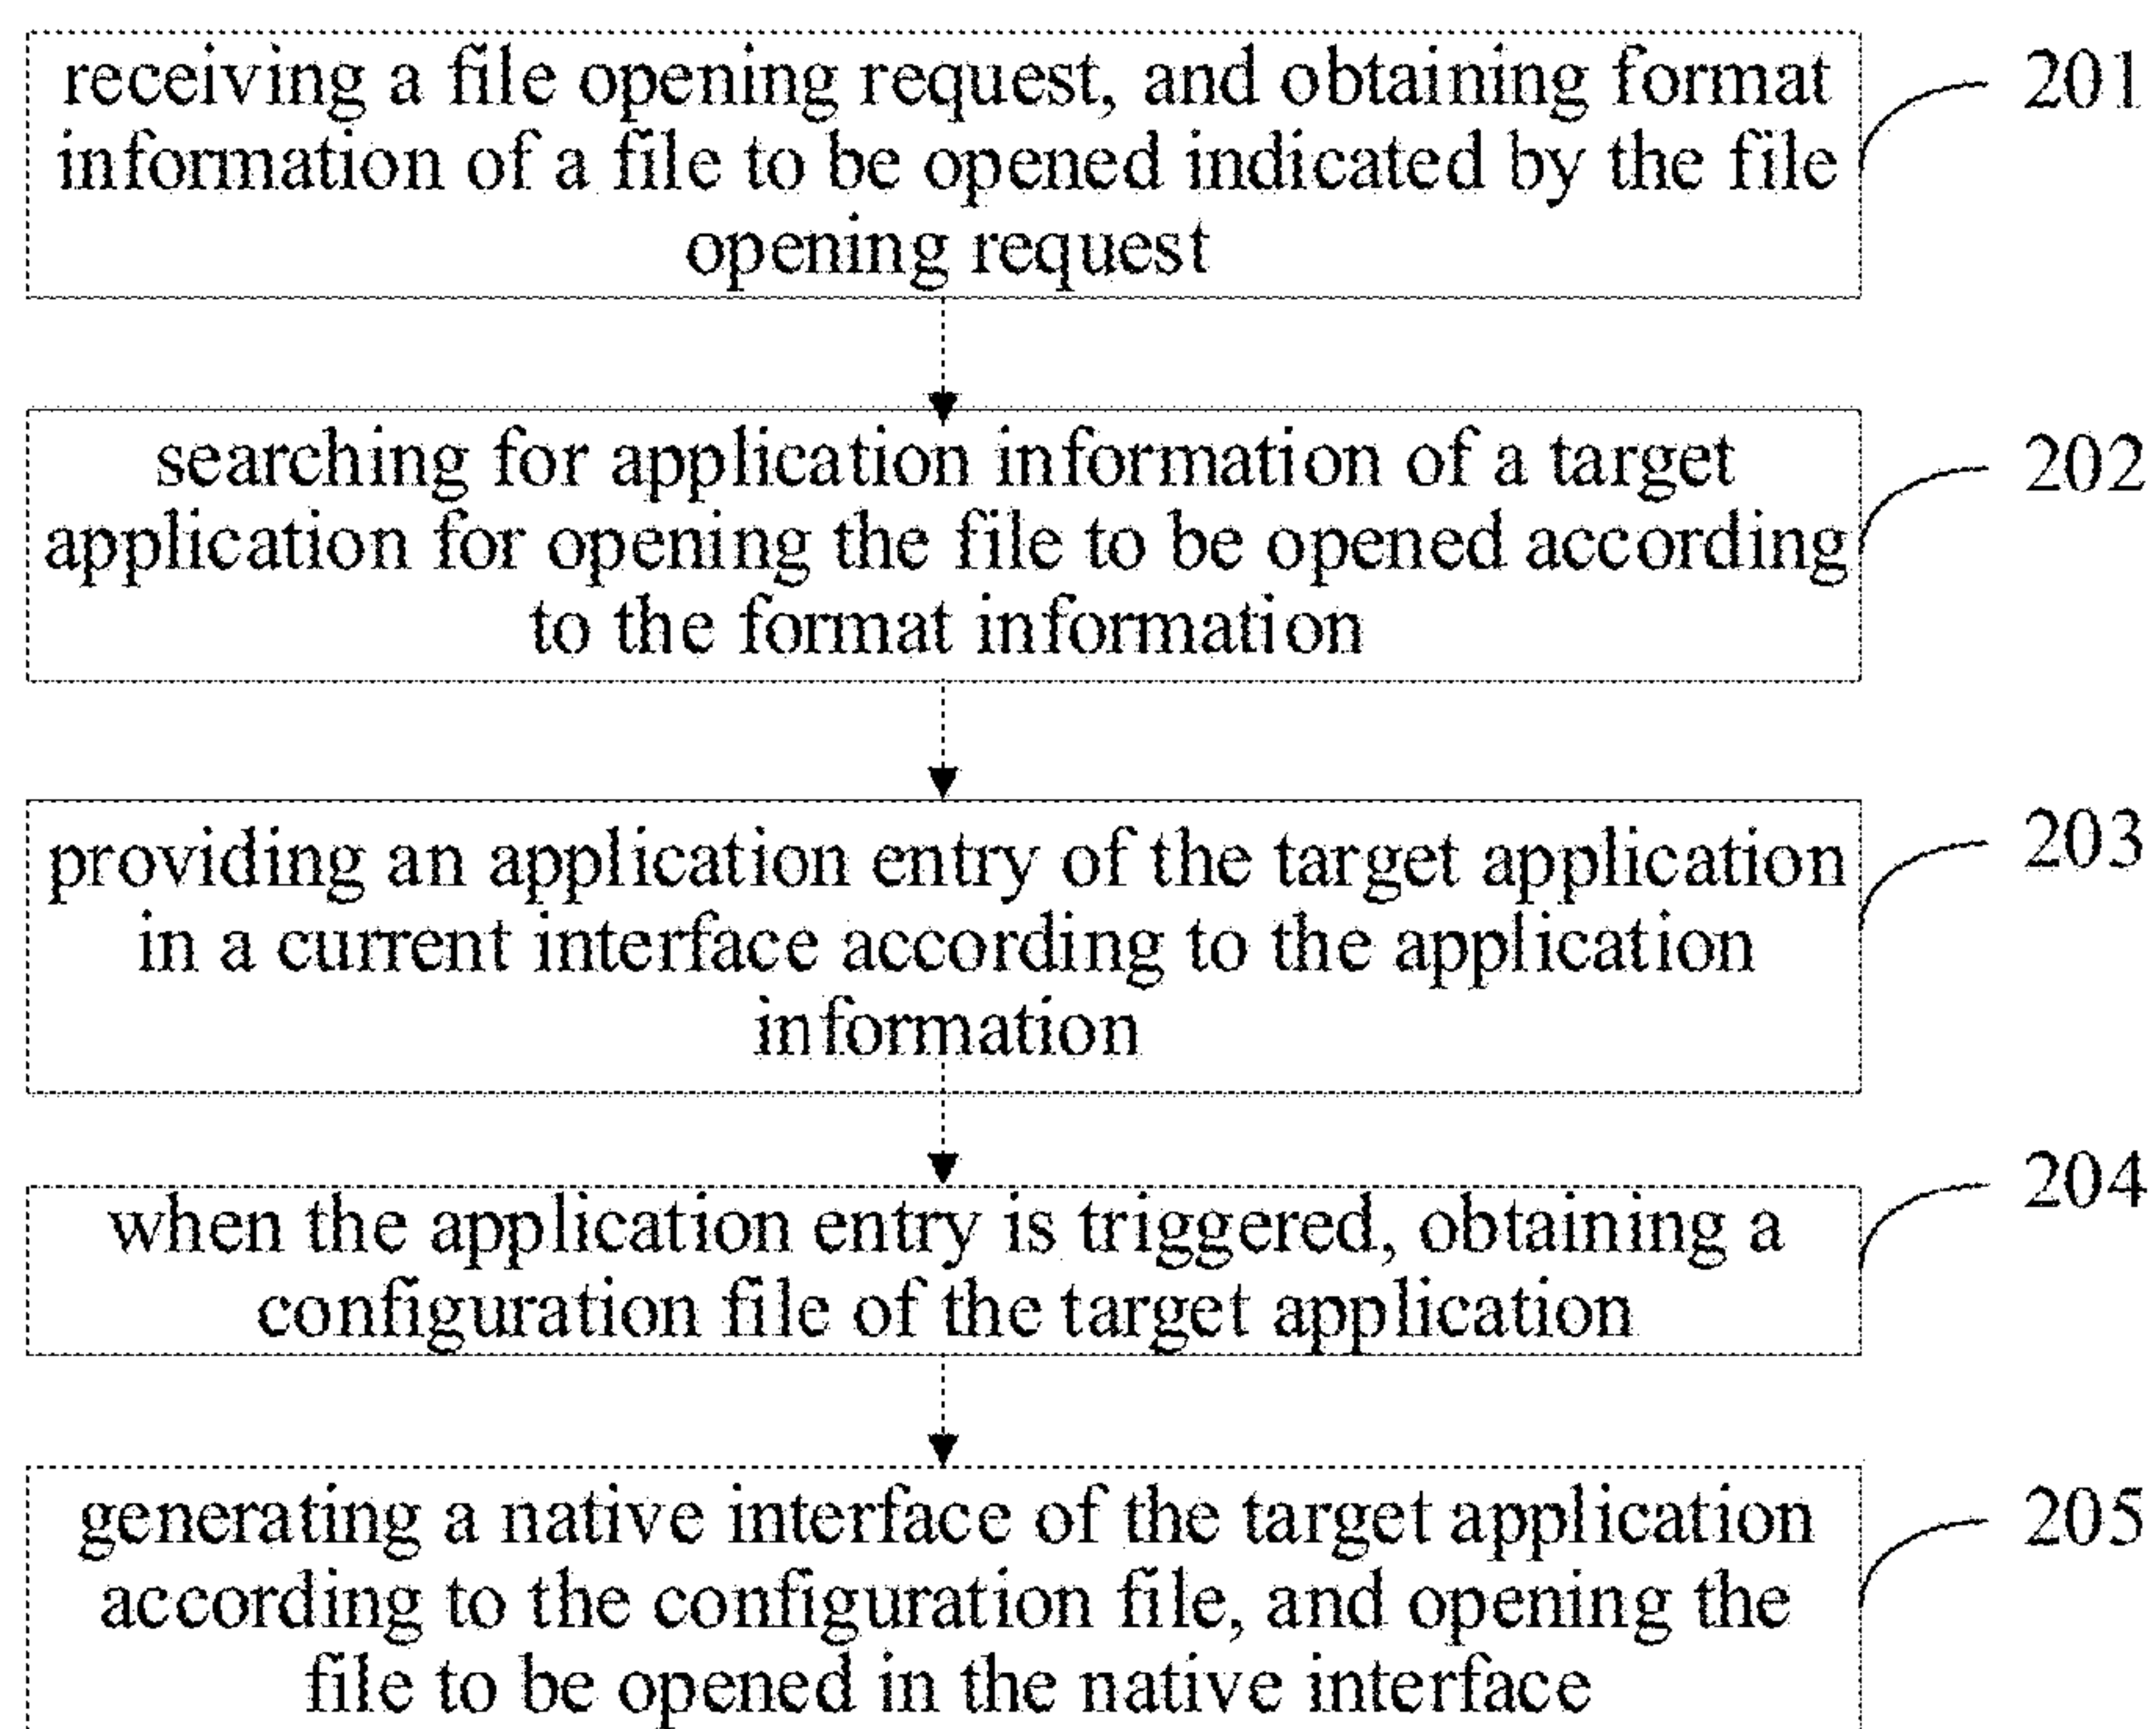 receiving a file opening request, and obtaining format
information of a file to be opened indicated by the file
opening request
201
searching for application information of a target
application for opening the file to be opened according
to the format information
202
providing an application entry of the target application
in a current interface according to the application
information
203
when the application entry is triggered, obtaining a
configuration file of the target application
204
generating a native interface of the target application
according to the configuration file, and opening the
file to be opened in the native interface
205